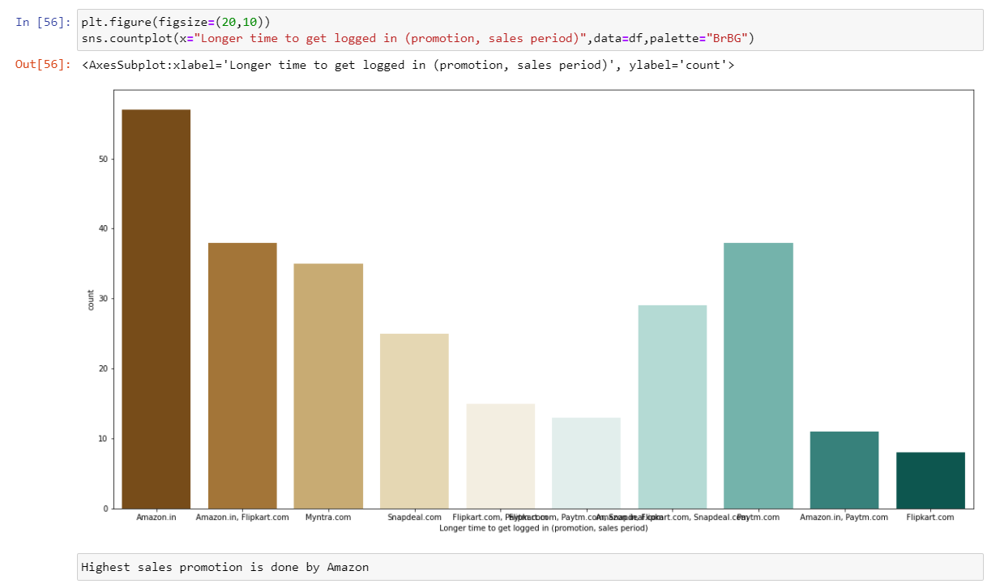 In [56]:
plt.figure(figsize=(20,10))
sns.countplot(x="Longer time to get logged in (promotion, sales period)",data=df,palette="BrBG")
Out[56]:
<AxesSubplot:xlabel='Longer time to get logged in (promotion, sales period)', ylabel='count'>
50
40
30
20
10
0
count
Amazon.in
Amazon.in, Flipkart.com
Myntra.com
Snapdeal.com
Flipkart.com, Paytm.com
Flipkart.com, Paytm.com, Snapdeal.com
Amazon.in, Flipkart.com, Snapdeal.com
Paytm.com
Amazon.in, Paytm.com
Flipkart.com
Longer time to get logged in (promotion, sales period)
Highest sales promotion is done by Amazon